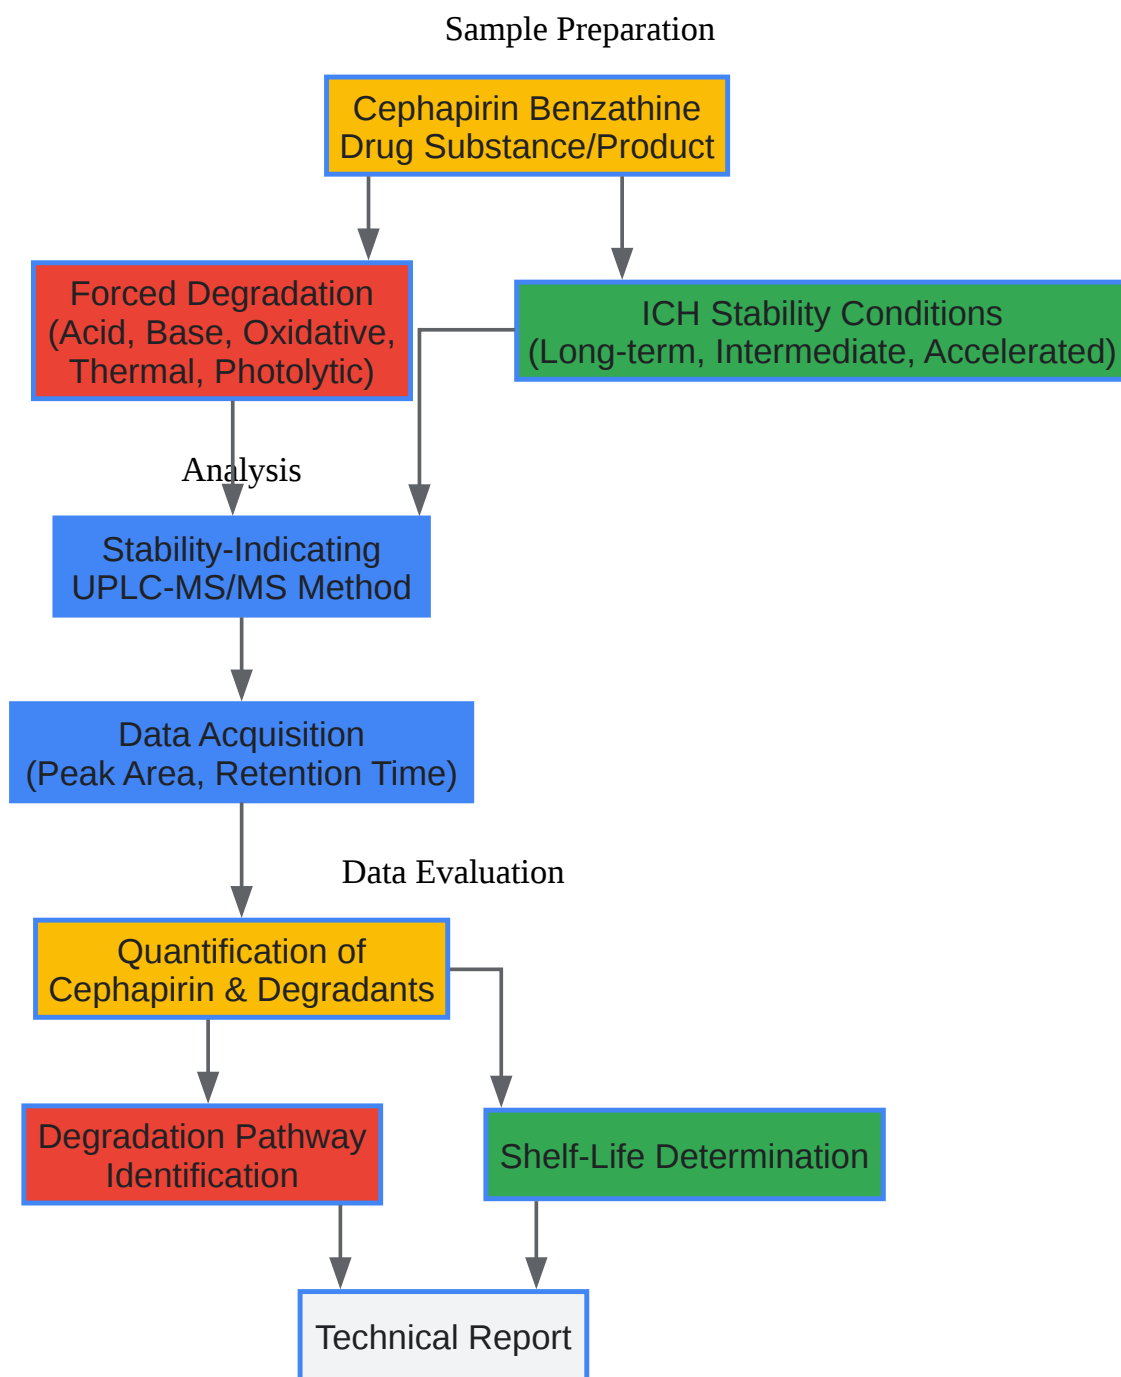 Sample Preparation
Cephapirin Benzathine
Drug Substance/Product
Forced Degradation
(Acid, Base, Oxidative,
Thermal, Photolytic)
ICH Stability Conditions
(Long-term, Intermediate, Accelerated)
Analysis
Stability-Indicating
UPLC-MS/MS Method
Data Acquisition
(Peak Area, Retention Time)
Data Evaluation
Quantification of
Cephapirin & Degradants
Degradation Pathway
Identification
Shelf-Life Determination
Technical Report